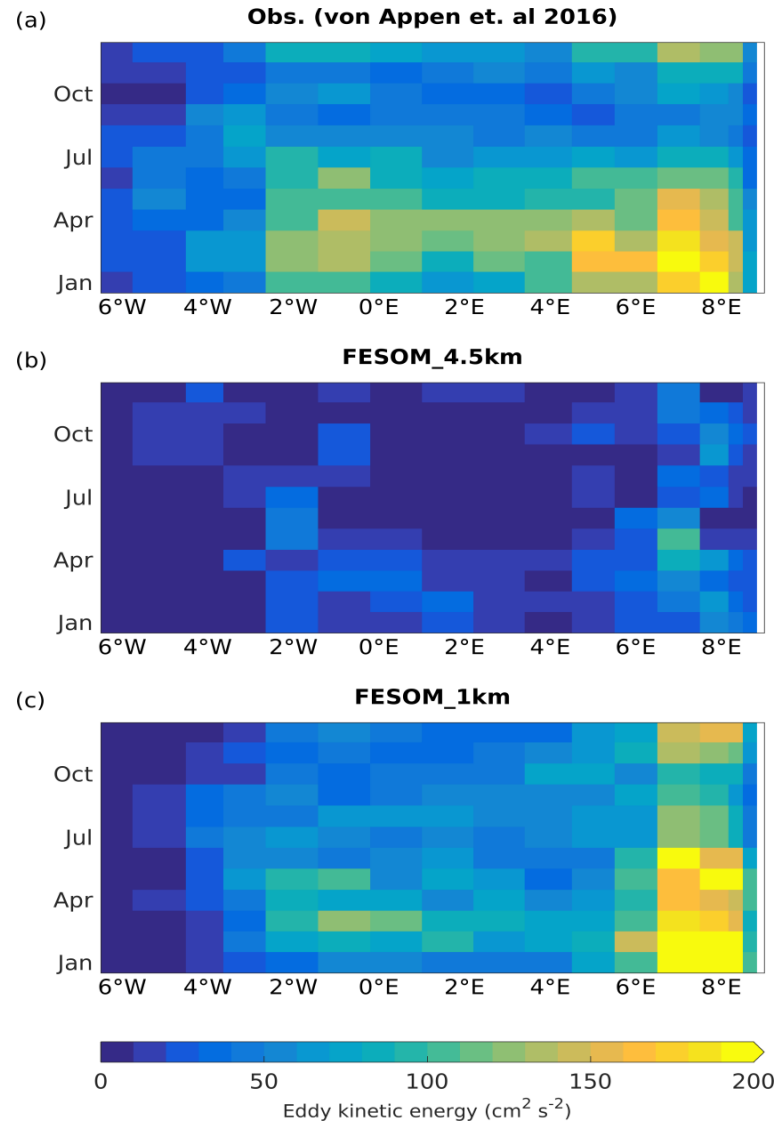 (a)
Obs. (von Appen et. al 2016)
Oct
Jul
Apr
Jan
6°W 4°W 2°W 0°E 2°E 4°E 6°E 8°E
(b)
FESOM_4.5km
Oct
Jul
Apr
Jan
6°W 4°W 2°W 0°E 2°E 4°E 6°E 8°E
(c)
FESOM_1km
Oct
Jul
Apr
Jan
6°W 4°W 2°W 0°E 2°E 4°E 6°E 8°E
0 50 100 150 200
Eddy kinetic energy (cm² s⁻²)